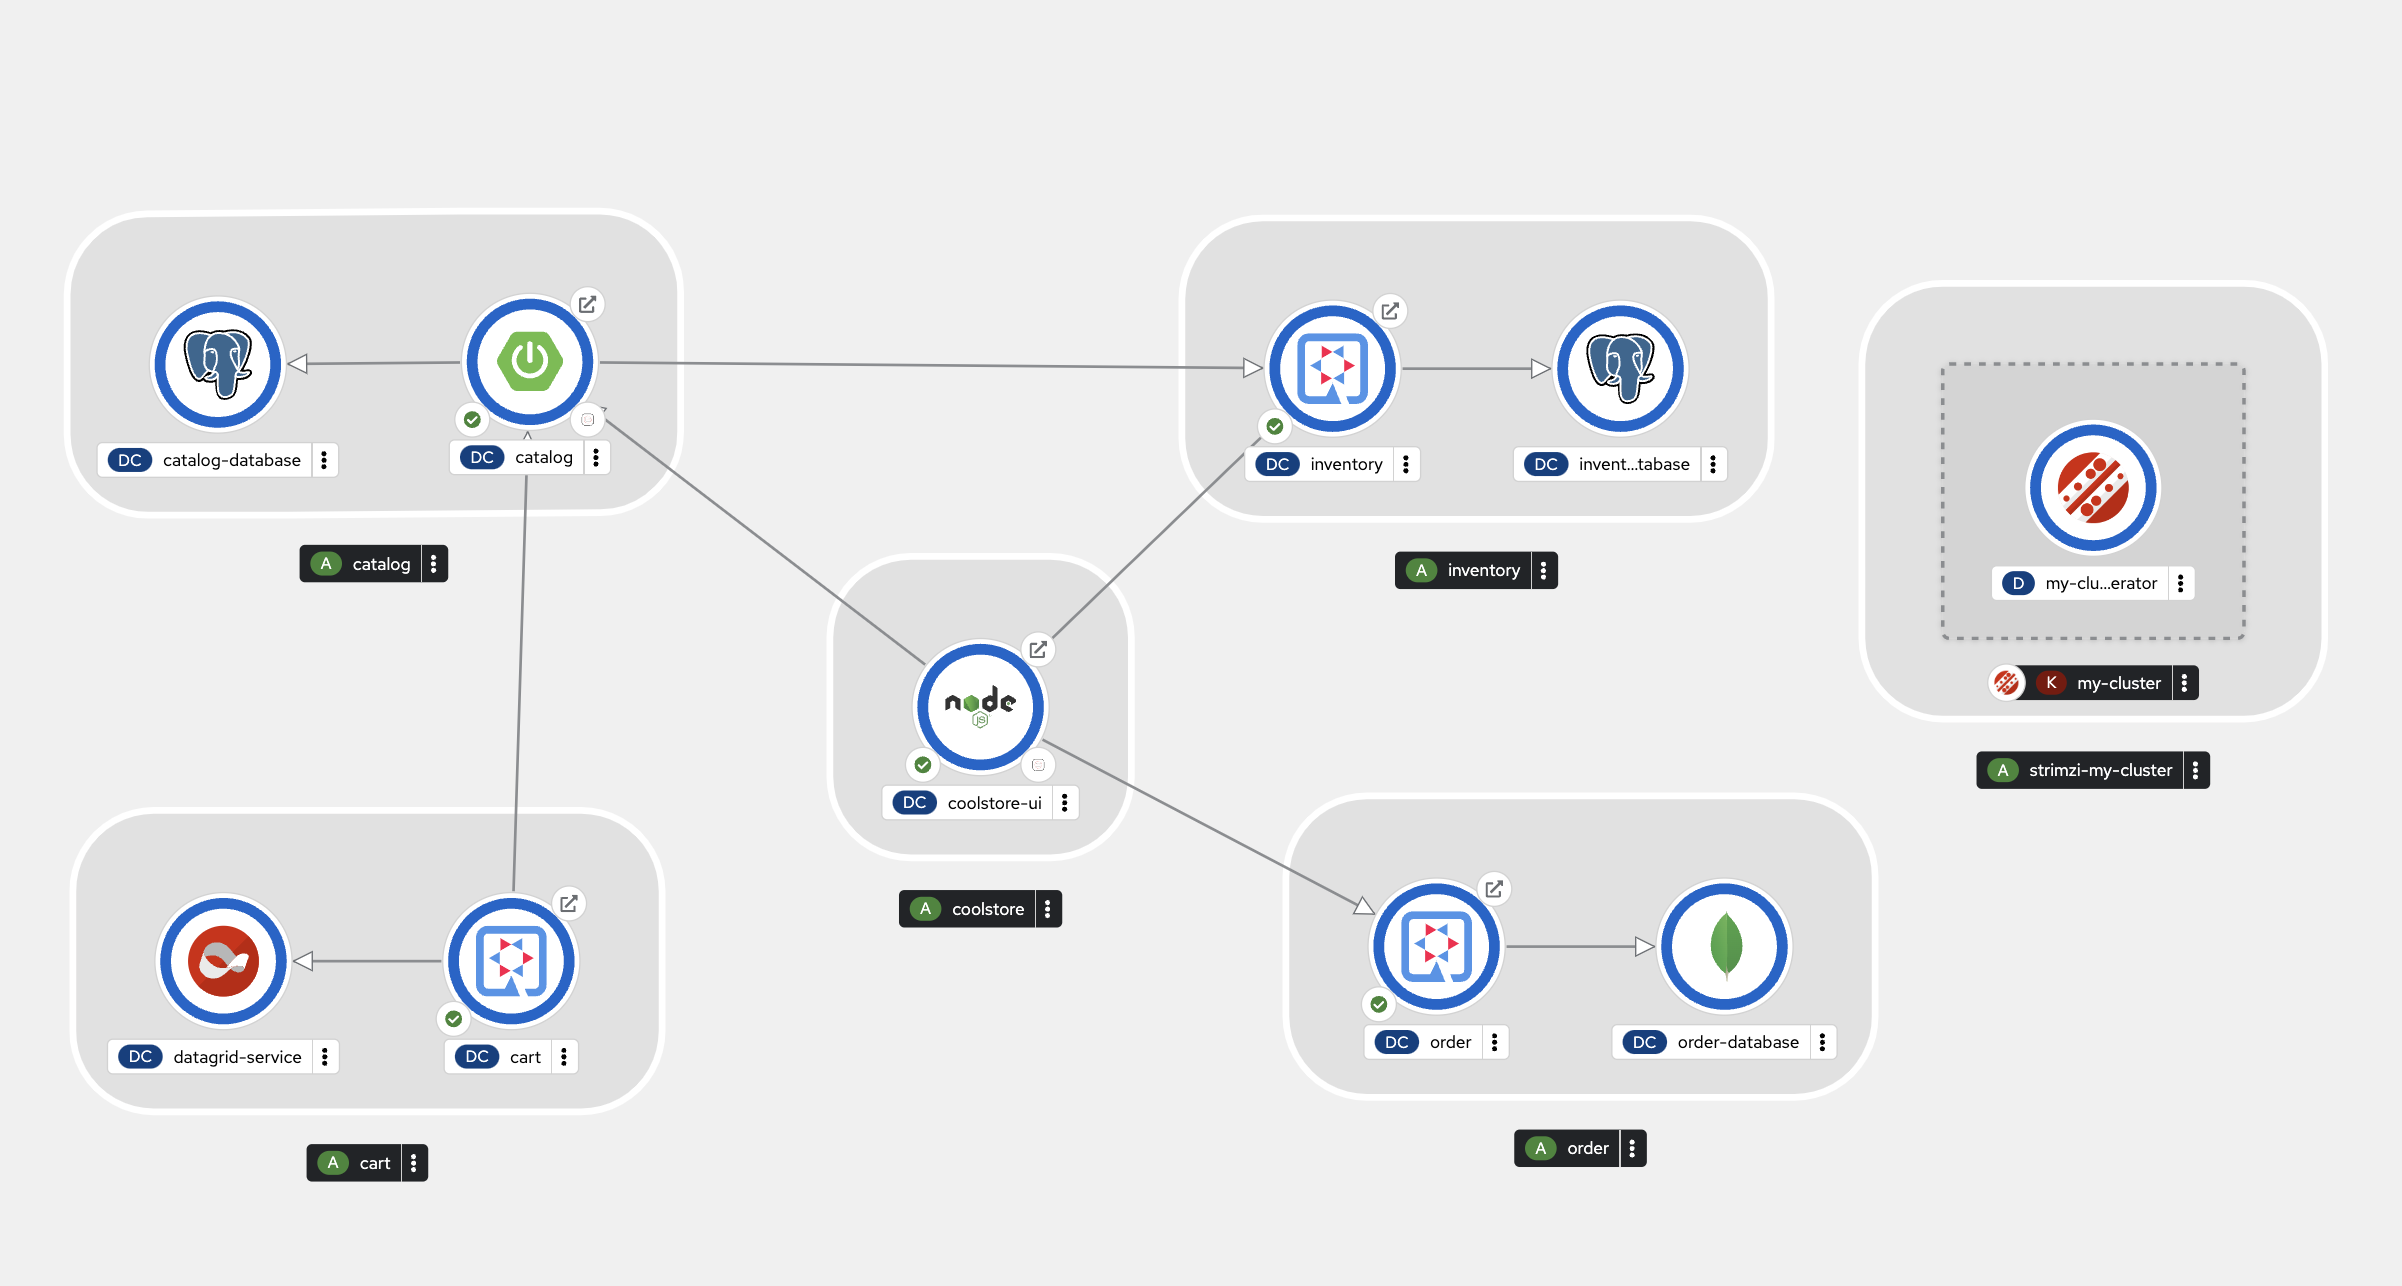 DC catalog-database
DC catalog
A catalog
DC inventory
DC invent...tabase
A inventory
D my-clu...erator
K my-cluster
A strimzi-my-cluster
node
JS
DC coolstore-ui
A coolstore
DC datagrid-service
DC cart
A cart
DC order
DC order-database
A order